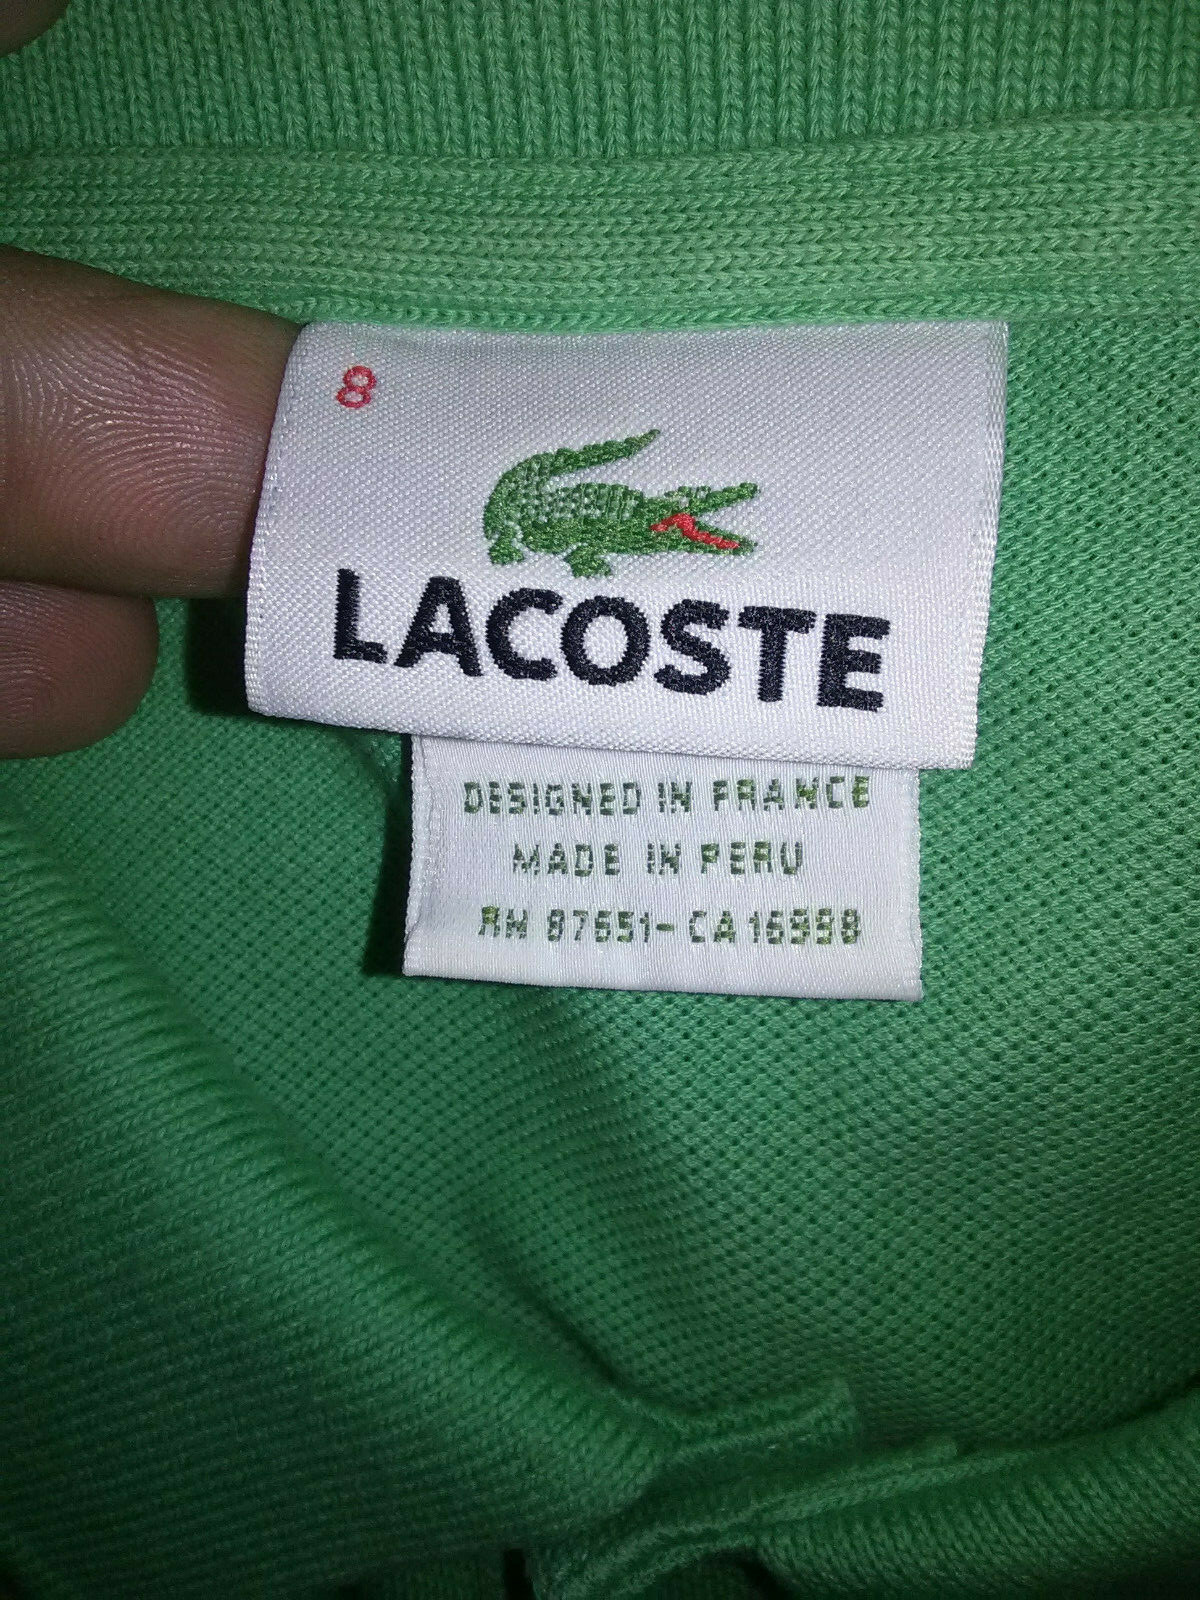 8
LACOSTE
DESIGNED IN FRANCE
MADE IN PERU
RN 87651-CA 16998